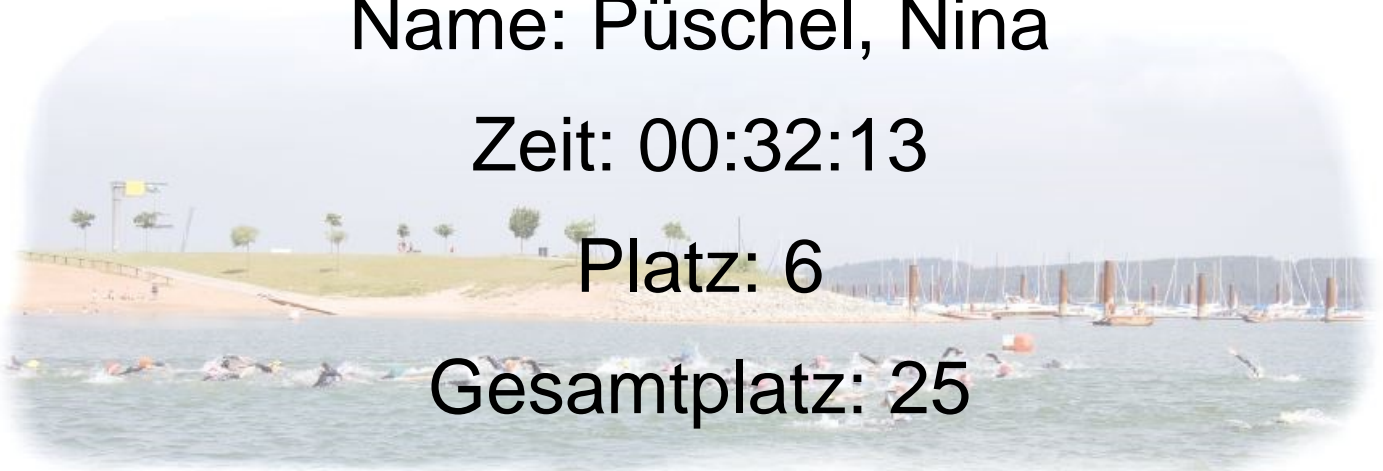 Name: Püschel, Nina
Zeit: 00:32:13
Platz: 6
Gesamtplatz: 25